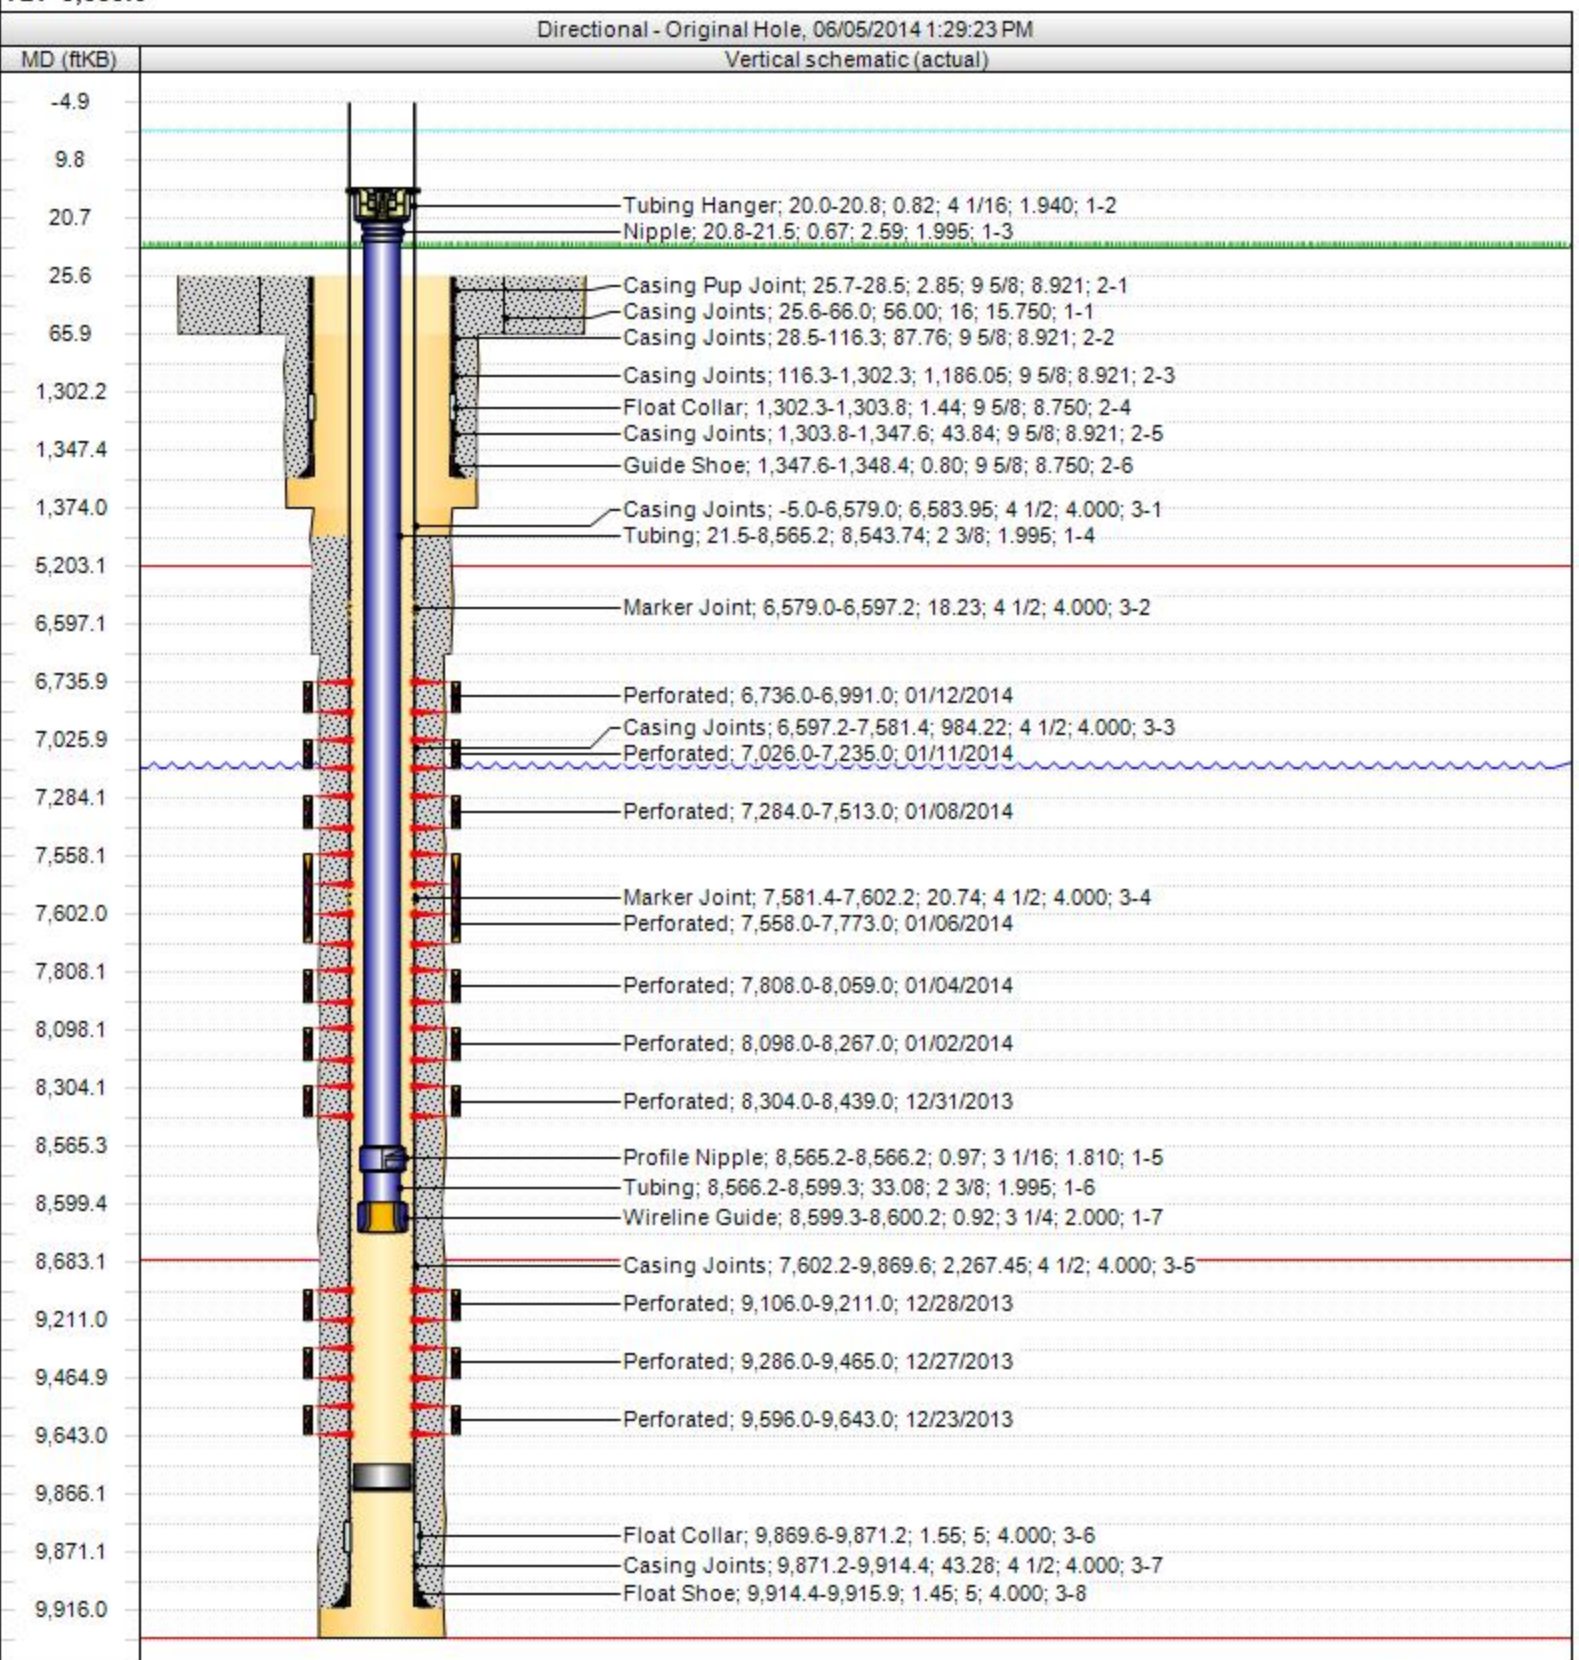 Directional - Original Hole, 06/05/2014 1:29:23 PM
MD (ftKB)
Vertical schematic (actual)
-4.9
9.8
Tubing Hanger; 20.0-20.8; 0.82; 4 1/16; 1.940; 1-2
20.7
Nipple; 20.8-21.5; 0.67; 2.59; 1.995; 1-3
25.6
Casing Pup Joint; 25.7-28.5; 2.85; 9 5/8; 8.921; 2-1
Casing Joints; 25.6-66.0; 56.00; 16; 15.750; 1-1
65.9
Casing Joints; 28.5-116.3; 87.76; 9 5/8; 8.921; 2-2
Casing Joints; 116.3-1,302.3; 1,186.05; 9 5/8; 8.921; 2-3
1,302.2
Float Collar; 1,302.3-1,303.8; 1.44; 9 5/8; 8.750; 2-4
Casing Joints; 1,303.8-1,347.6; 43.84; 9 5/8; 8.921; 2-5
1,347.4
Guide Shoe; 1,347.6-1,348.4; 0.80; 9 5/8; 8.750; 2-6
1,374.0
Casing Joints; -5.0-6,579.0; 6,583.95; 4 1/2; 4.000; 3-1
Tubing; 21.5-8,565.2; 8,543.74; 2 3/8; 1.995; 1-4
5,203.1
Marker Joint; 6,579.0-6,597.2; 18.23; 4 1/2; 4.000; 3-2
6,597.1
6,735.9
Perforated; 6,736.0-6,991.0; 01/12/2014
Casing Joints; 6,597.2-7,581.4; 984.22; 4 1/2; 4.000; 3-3
7,025.9
Perforated; 7,026.0-7,235.0; 01/11/2014
7,284.1
Perforated; 7,284.0-7,513.0; 01/08/2014
7,558.1
Marker Joint; 7,581.4-7,602.2; 20.74; 4 1/2; 4.000; 3-4
7,602.0
Perforated; 7,558.0-7,773.0; 01/06/2014
7,808.1
Perforated; 7,808.0-8,059.0; 01/04/2014
8,098.1
Perforated; 8,098.0-8,267.0; 01/02/2014
8,304.1
Perforated; 8,304.0-8,439.0; 12/31/2013
8,565.3
Profile Nipple; 8,565.2-8,566.2; 0.97; 3 1/16; 1.810; 1-5
Tubing; 8,566.2-8,599.3; 33.08; 2 3/8; 1.995; 1-6
8,599.4
Wireline Guide; 8,599.3-8,600.2; 0.92; 3 1/4; 2.000; 1-7
8,683.1
Casing Joints; 7,602.2-9,869.6; 2,267.45; 4 1/2; 4.000; 3-5
Perforated; 9,106.0-9,211.0; 12/28/2013
9,211.0
Perforated; 9,286.0-9,465.0; 12/27/2013
9,464.9
Perforated; 9,596.0-9,643.0; 12/23/2013
9,643.0
9,866.1
Float Collar; 9,869.6-9,871.2; 1.55; 5; 4.000; 3-6
9,871.1
Casing Joints; 9,871.2-9,914.4; 43.28; 4 1/2; 4.000; 3-7
Float Shoe; 9,914.4-9,915.9; 1.45; 5; 4.000; 3-8
9,916.0